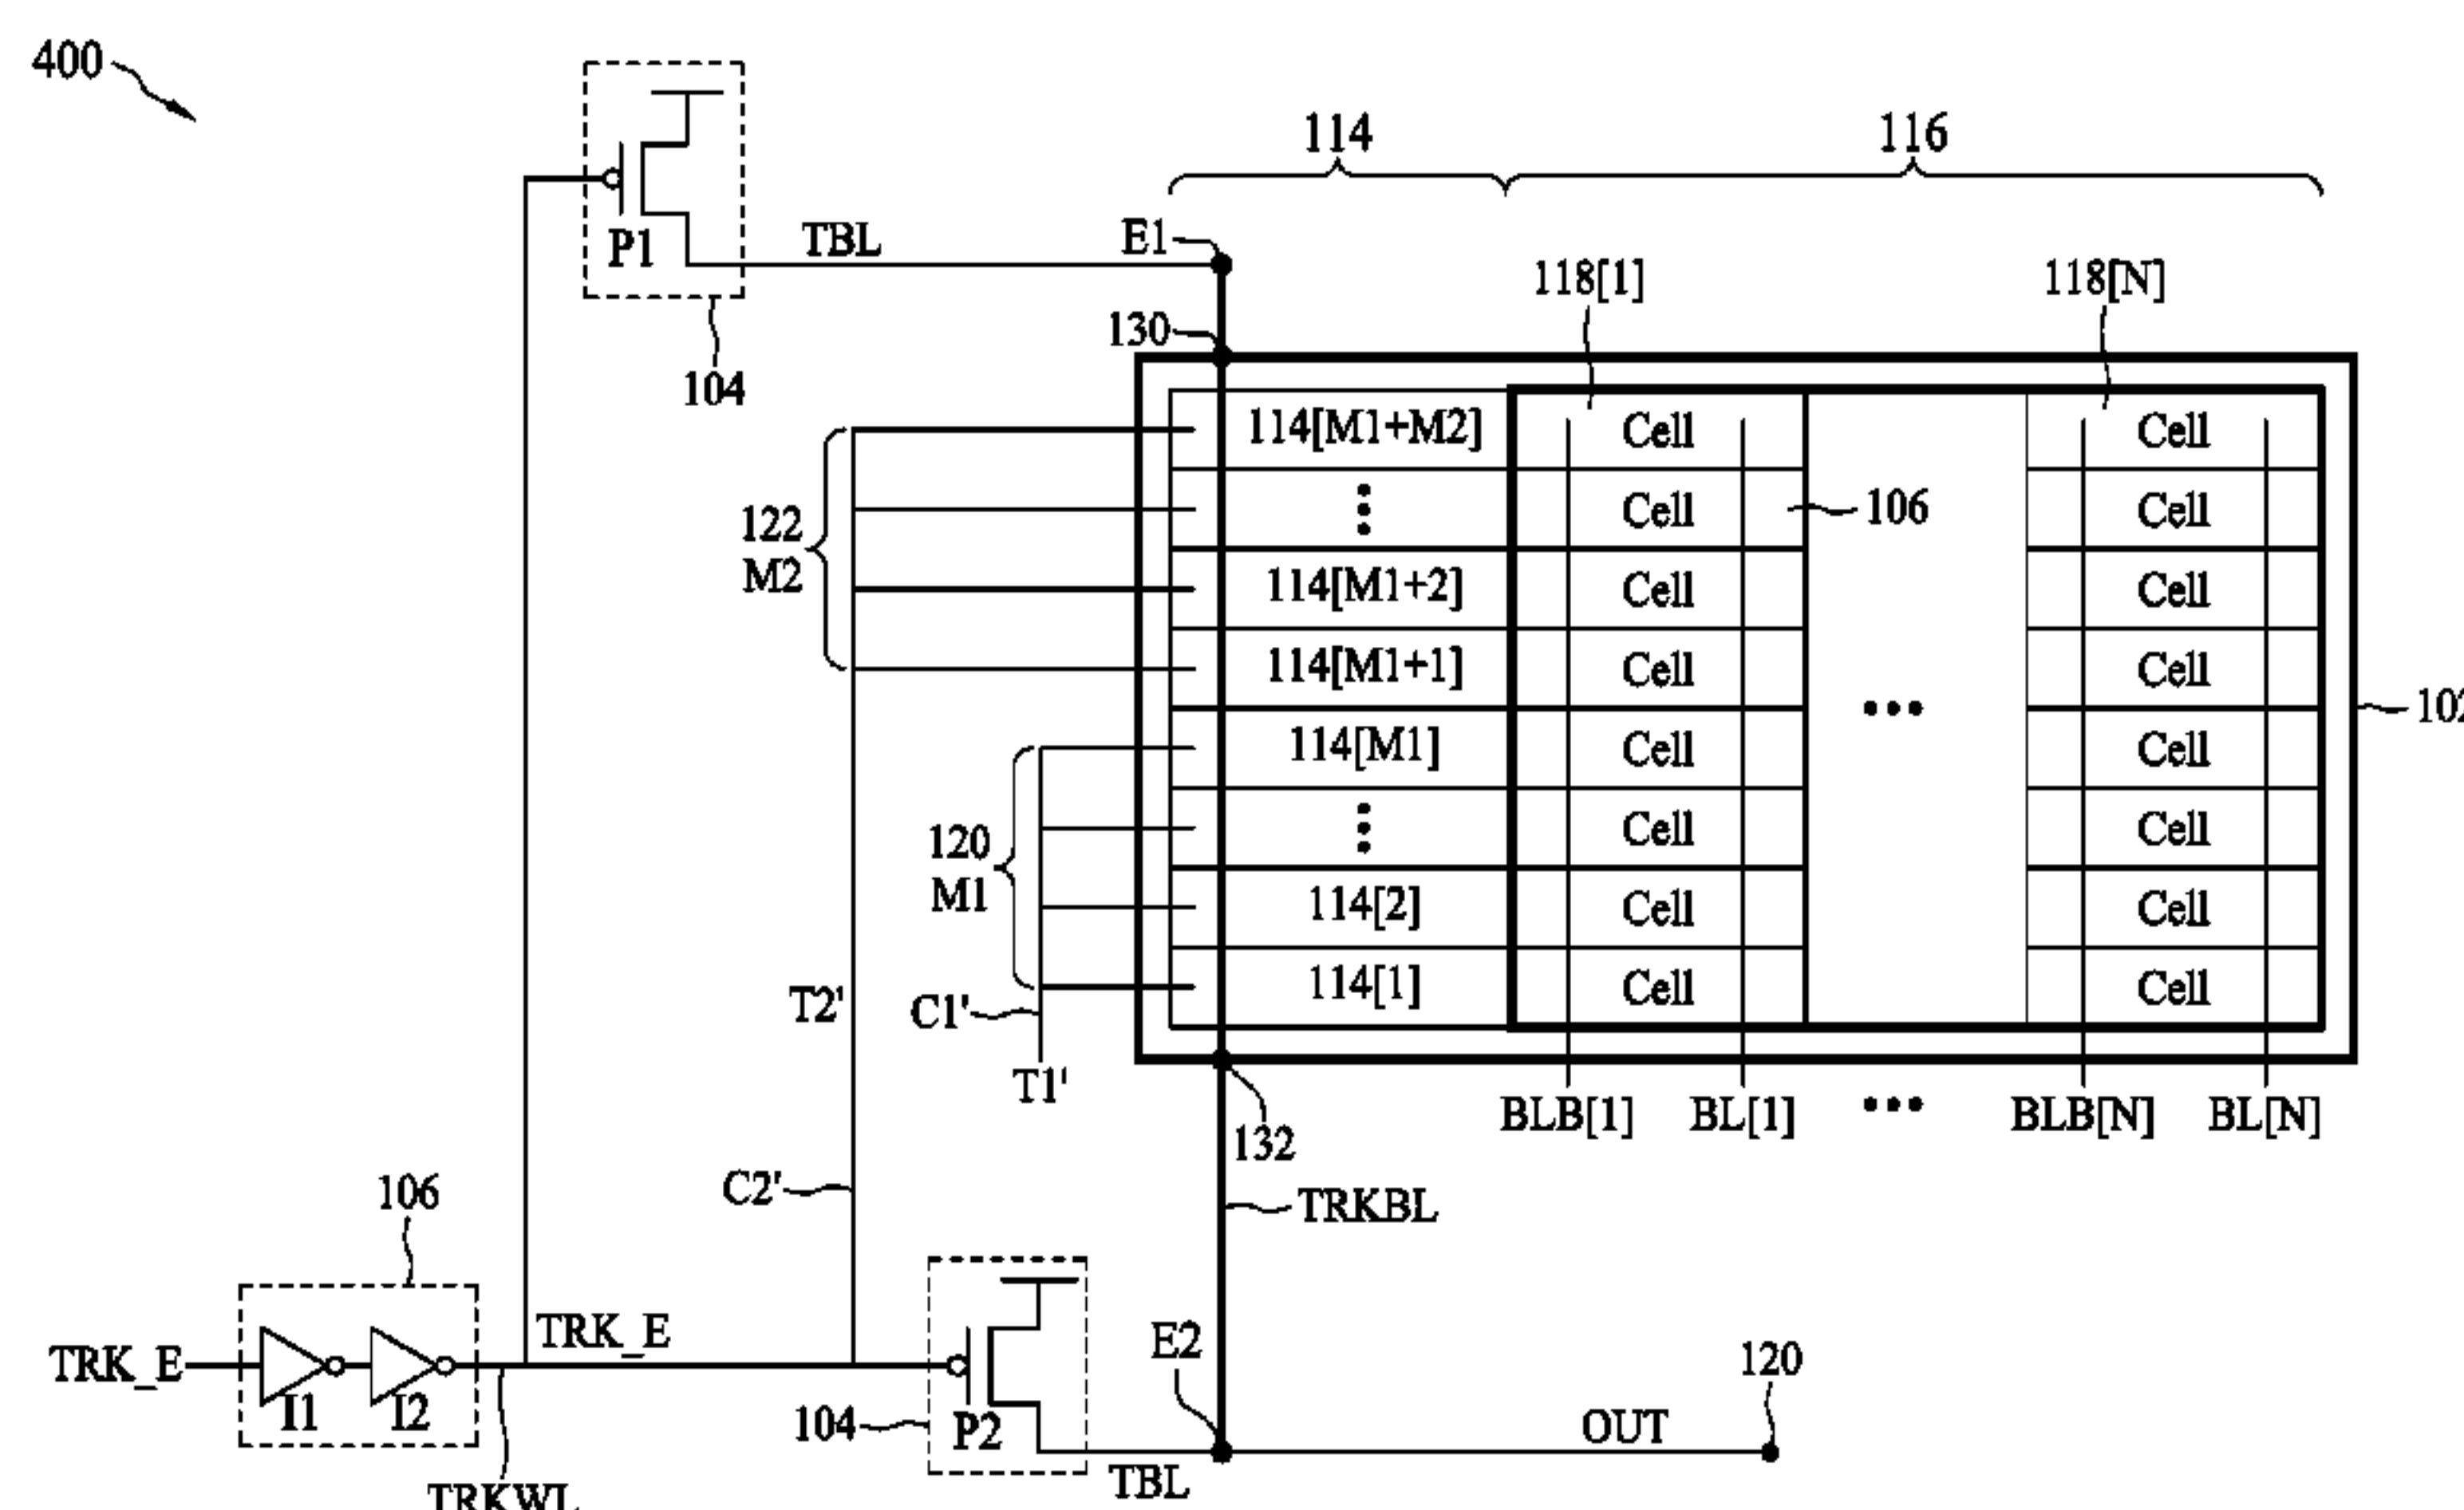 400
P1
104
TBL
E1
130
114
116
118[1]
118[N]
122
M2
120
M1
114[M1+M2] Cell Cell
Cell 106 Cell
114[M1+2] Cell Cell
114[M1+1] Cell Cell
114[M1] Cell Cell
Cell Cell
114[2] Cell Cell
114[1] Cell Cell
T2'
C1'
T1'
132
BLB[1] BL[1] BLB[N] BL[N]
C2'
TRKBL
106
TRK_E
I1 I2
TRK_E
TRKWL
104
P2
TBL
E2
OUT
120